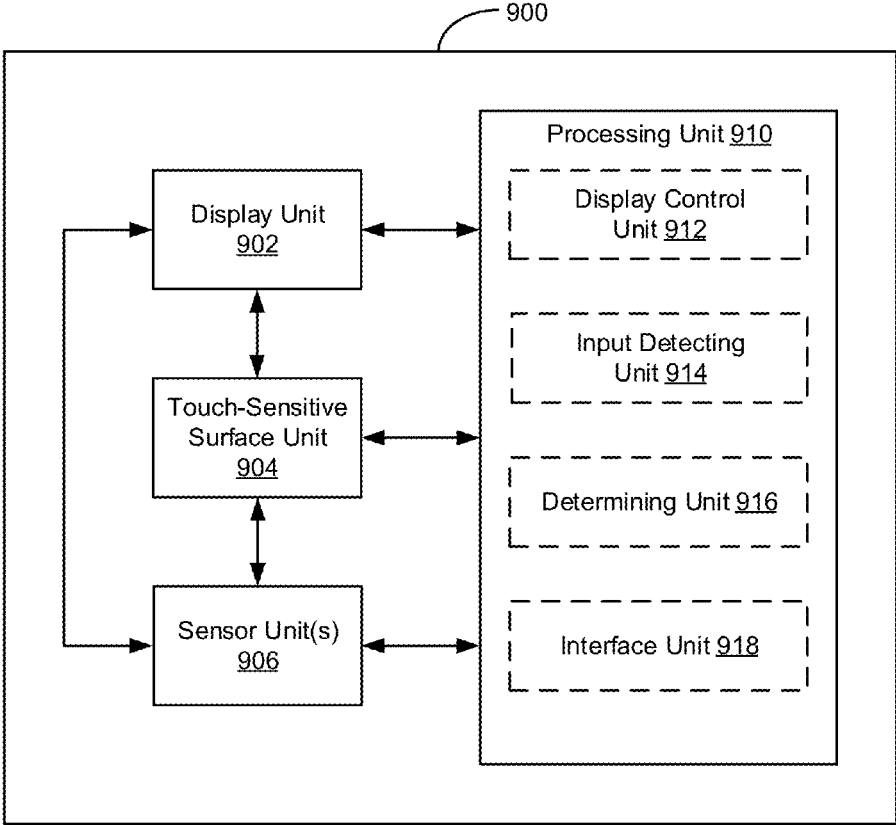 900
Processing Unit 910
Display Unit
902
Display Control
Unit 912
Input Detecting
Unit 914
Touch-Sensitive
Surface Unit
904
Determining Unit 916
Sensor Unit(s)
906
Interface Unit 918